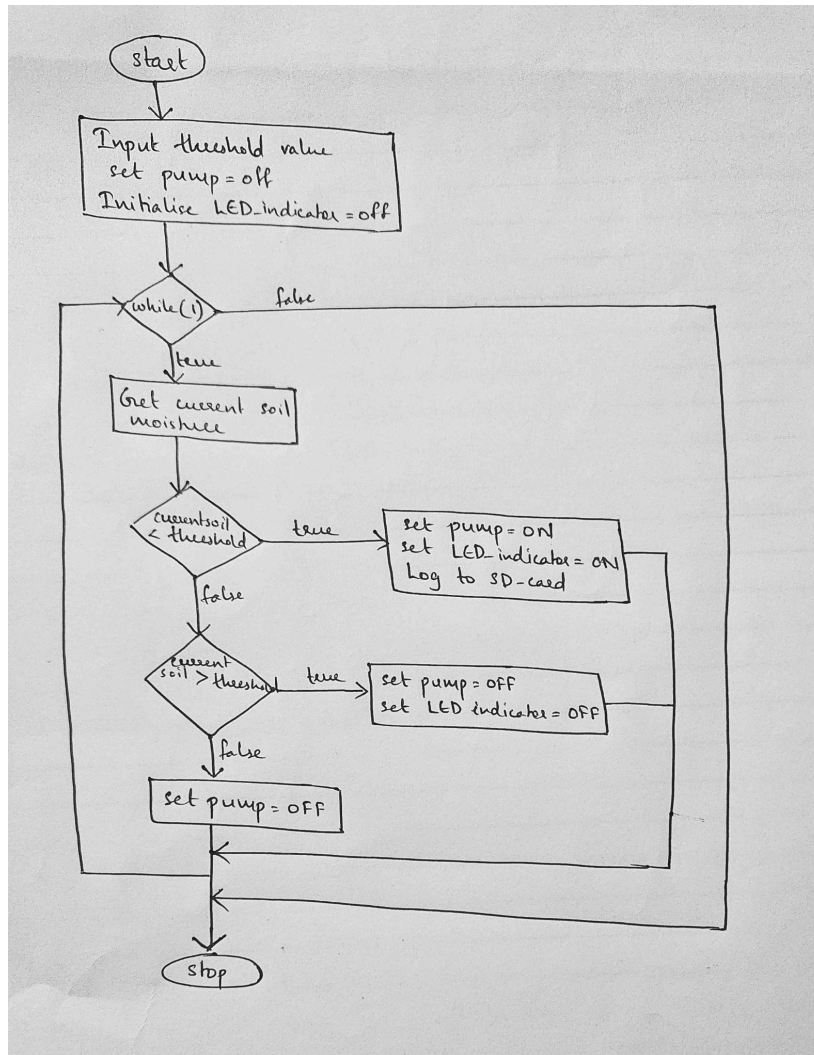 start
Input threshold value
set pump = off
Initialise LED_indicator = off
while(1)
false
true
Get current soil
moisture
currentsoil
< threshold
true
set pump = ON
set LED_indicator = ON
Log to SD-card
false
current
soil > threshold
true
set pump = OFF
set LED indicator = OFF
false
set pump = OFF
stop